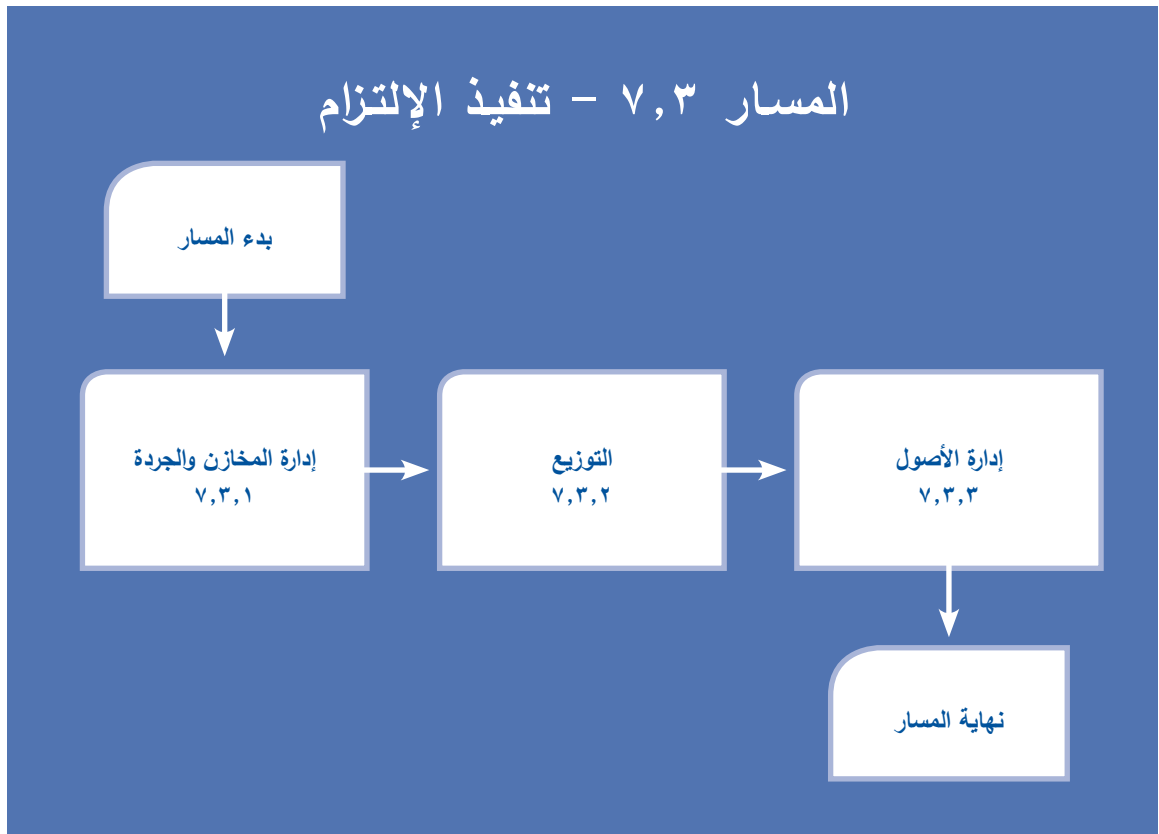 المسار ٧,٣ – تنفيذ الإلتزام
بدء المسار
إدارة المخازن والجردة
٧,٣,١
التوزيع
٧,٣,٢
إدارة الأصول
٧,٣,٣
نهاية المسار